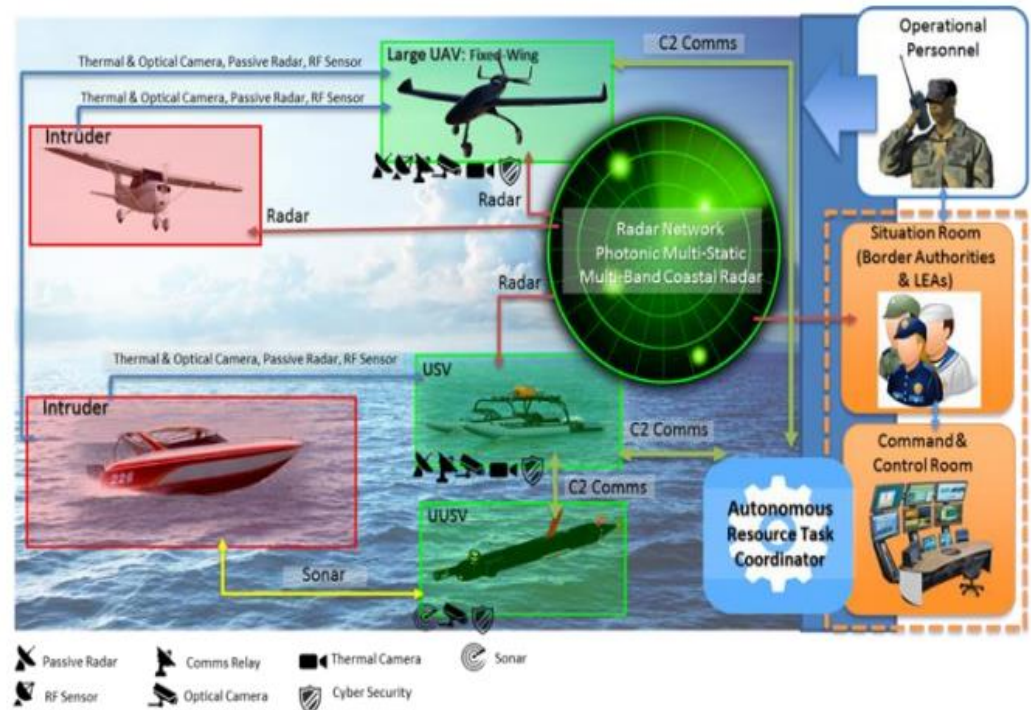 Large UAV: Fixed-Wing
C2 Comms
Operational
Personnel
Thermal & Optical Camera, Passive Radar, RF Sensor
Thermal & Optical Camera, Passive Radar, RF Sensor
Intruder
Radar
Radar
Radar Network
Photonic Multi-Static
Multi-Band Coastal Radar
Situation Room
(Border Authorities
& LEAs)
Radar
Thermal & Optical Camera, Passive Radar, RF Sensor
USV
Intruder
C2 Comms
Command &
Control Room
226
C2 Comms
UUSV
Autonomous
Resource Task
Coordinator
Sonar
Passive Radar
Comms Relay
Thermal Camera
Sonar
RF Sensor
Optical Camera
Cyber Security